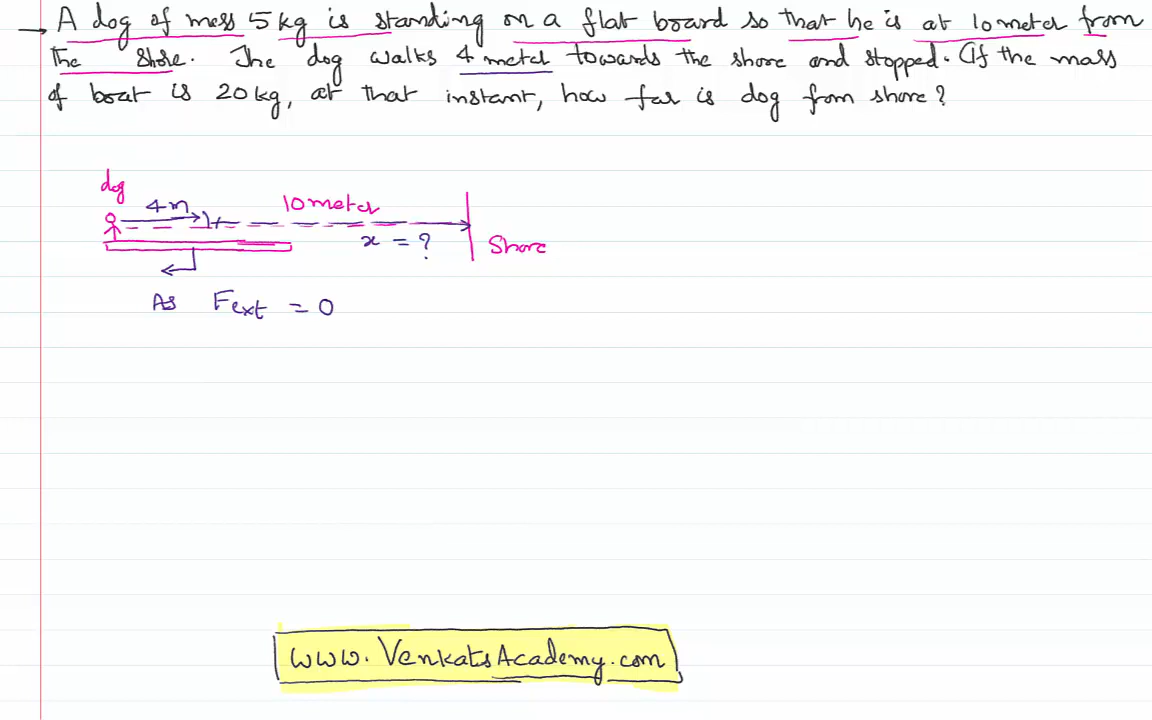 → A dog of mass 5 kg is standing on a flat board so that he is at 10 meter from
the shore. The dog walks 4 meter towards the shore and stopped. If the mass
of boat is 20 kg, at that instant, how far is dog from shore?
dog
4m
10 meter
x = ?
Shore
As Fext = 0
www.VenkatsAcademy.com